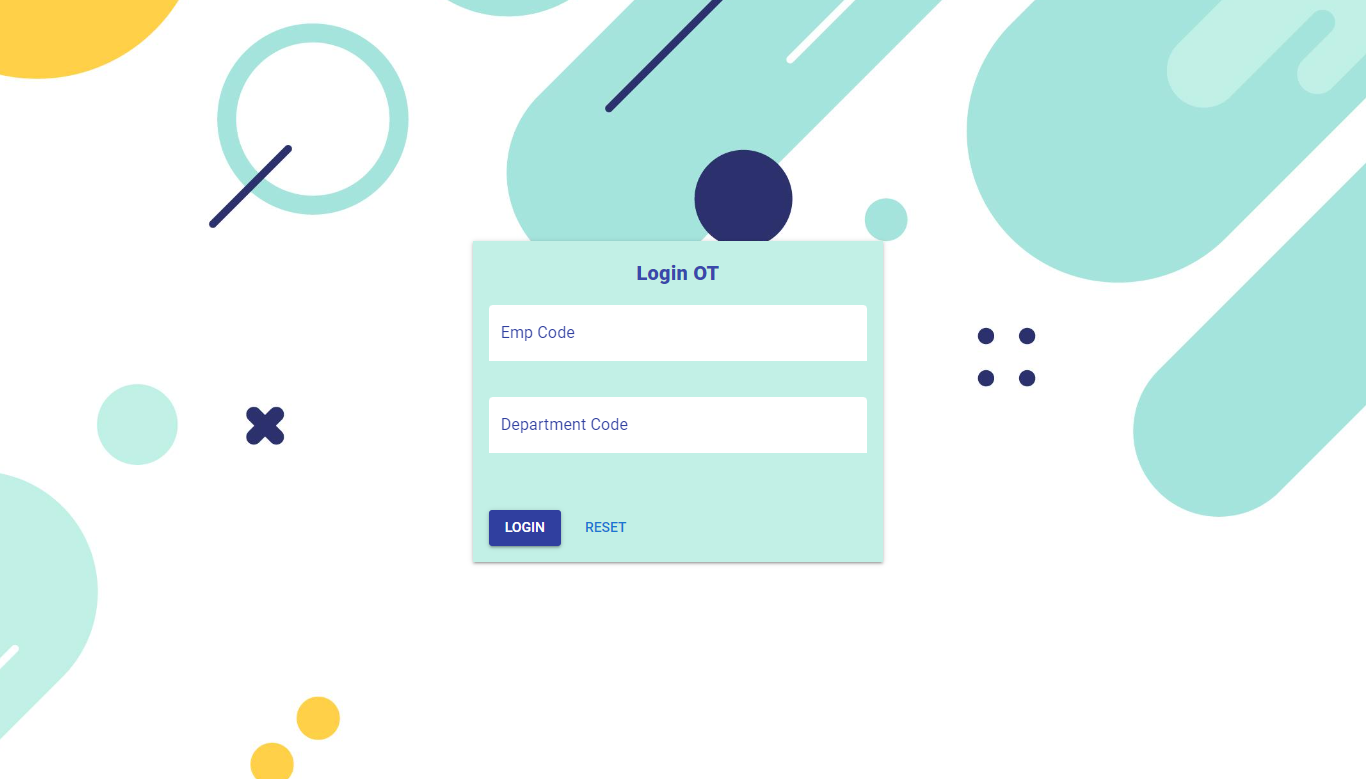 Login OT
Emp Code
Department Code
LOGIN
RESET